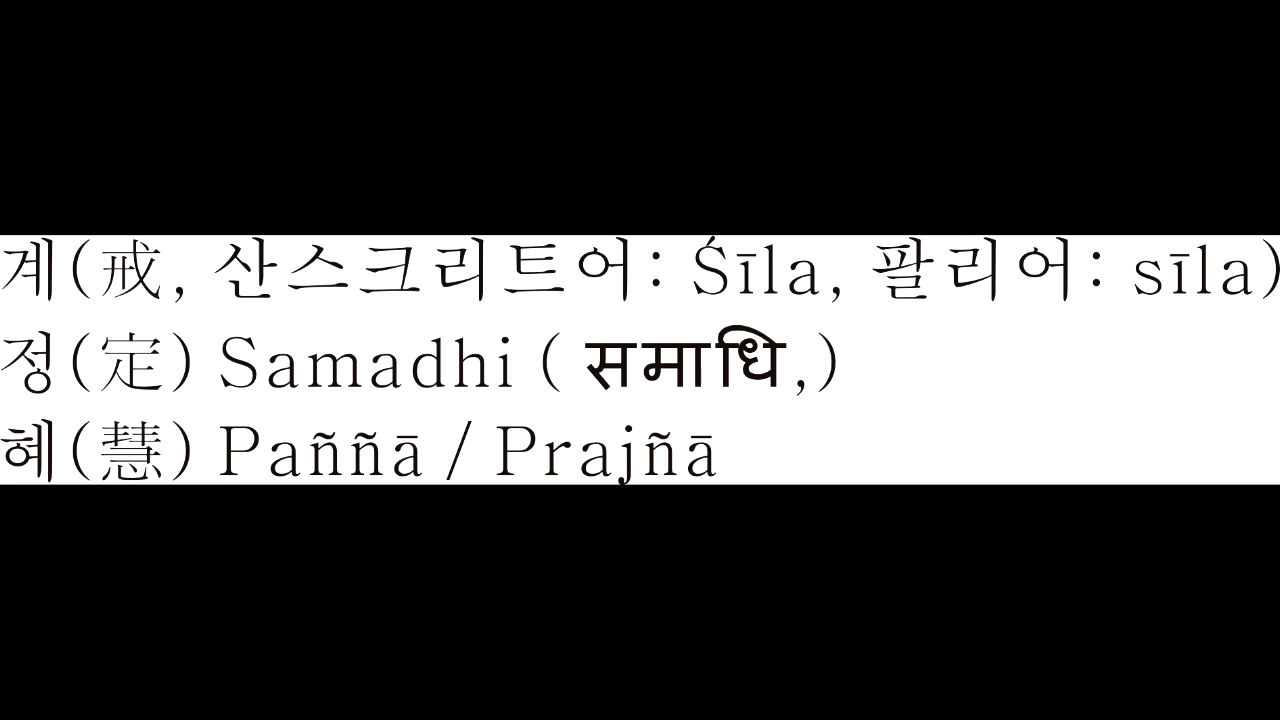 계(戒, 산스크리트어: Śīla, 팔리어: sīla)
정(定) Samadhi ( समाधि,)
혜(慧) Paññā / Prajñā